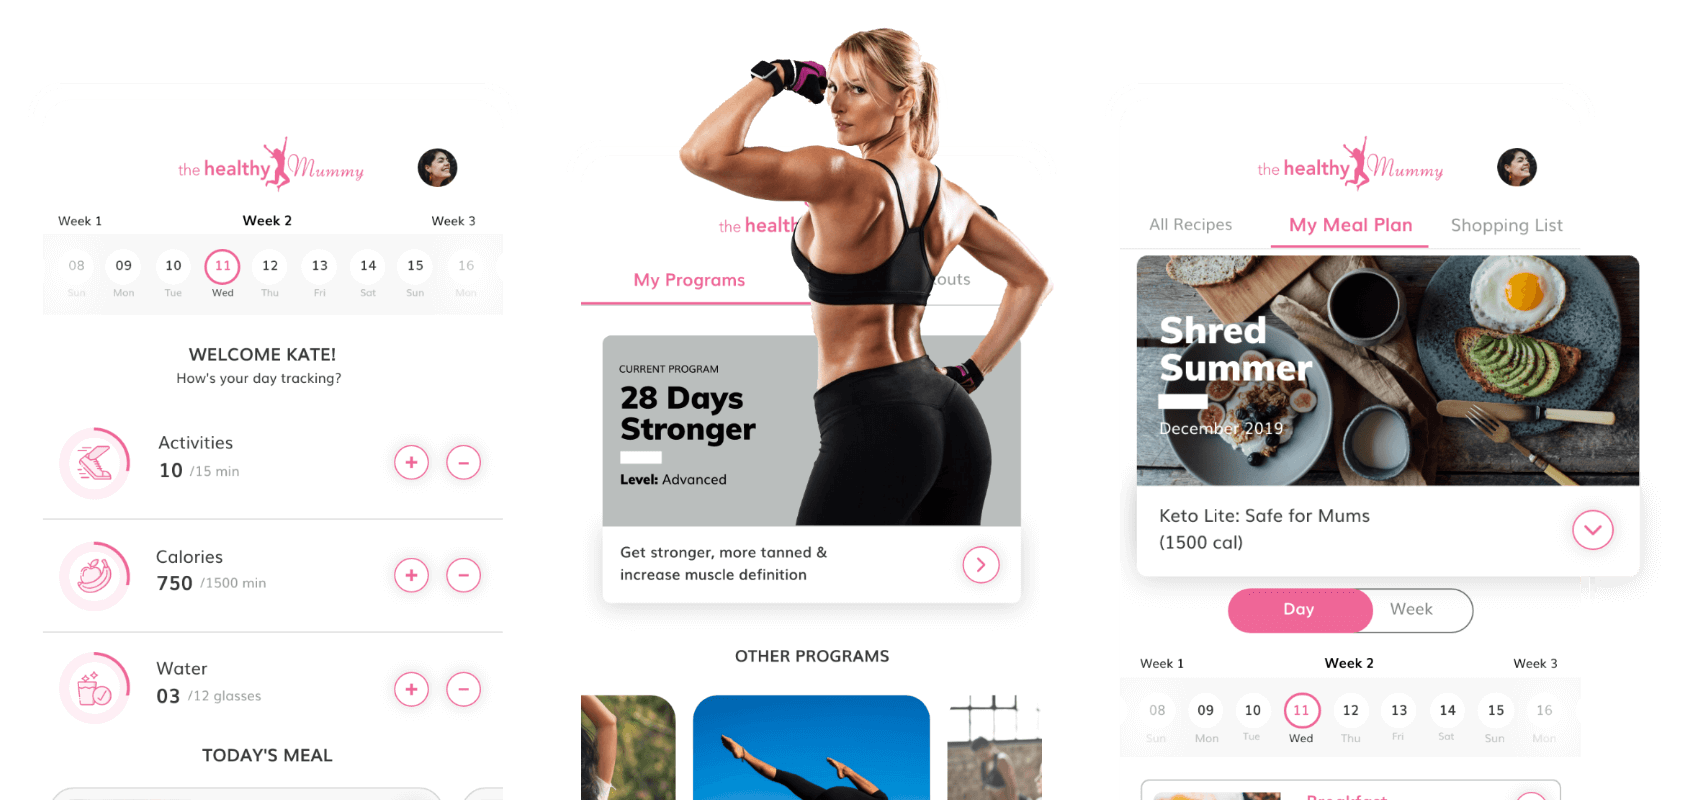 the healthy Mummy
Week 1 Week 2 Week 3
08 09 10 11 12 13 14 15 16
Sun Mon Tue Wed Thu Fri Sat Sun Mon
WELCOME KATE!
How's your day tracking?
Activities
10 /15 min
Calories
750 /1500 min
Water
03 /12 glasses
TODAY'S MEAL
the health
My Programs
outs
CURRENT PROGRAM
28 Days
Stronger
Level: Advanced
Get stronger, more tanned &
increase muscle definition
OTHER PROGRAMS
the healthy Mummy
All Recipes My Meal Plan Shopping List
Shred
Summer
December 2019
Keto Lite: Safe for Mums
(1500 cal)
Day Week
Week 1 Week 2 Week 3
08 09 10 11 12 13 14 15 16
Sun Mon Tue Wed Thu Fri Sat Sun Mon
Breakfast